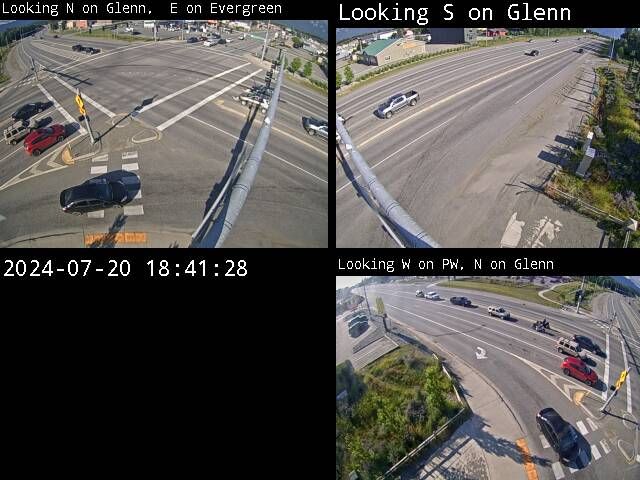 Looking N on Glenn,  E on Evergreen
Looking S on Glenn
2024-07-20 18:41:28
Looking W on PW, N on Glenn